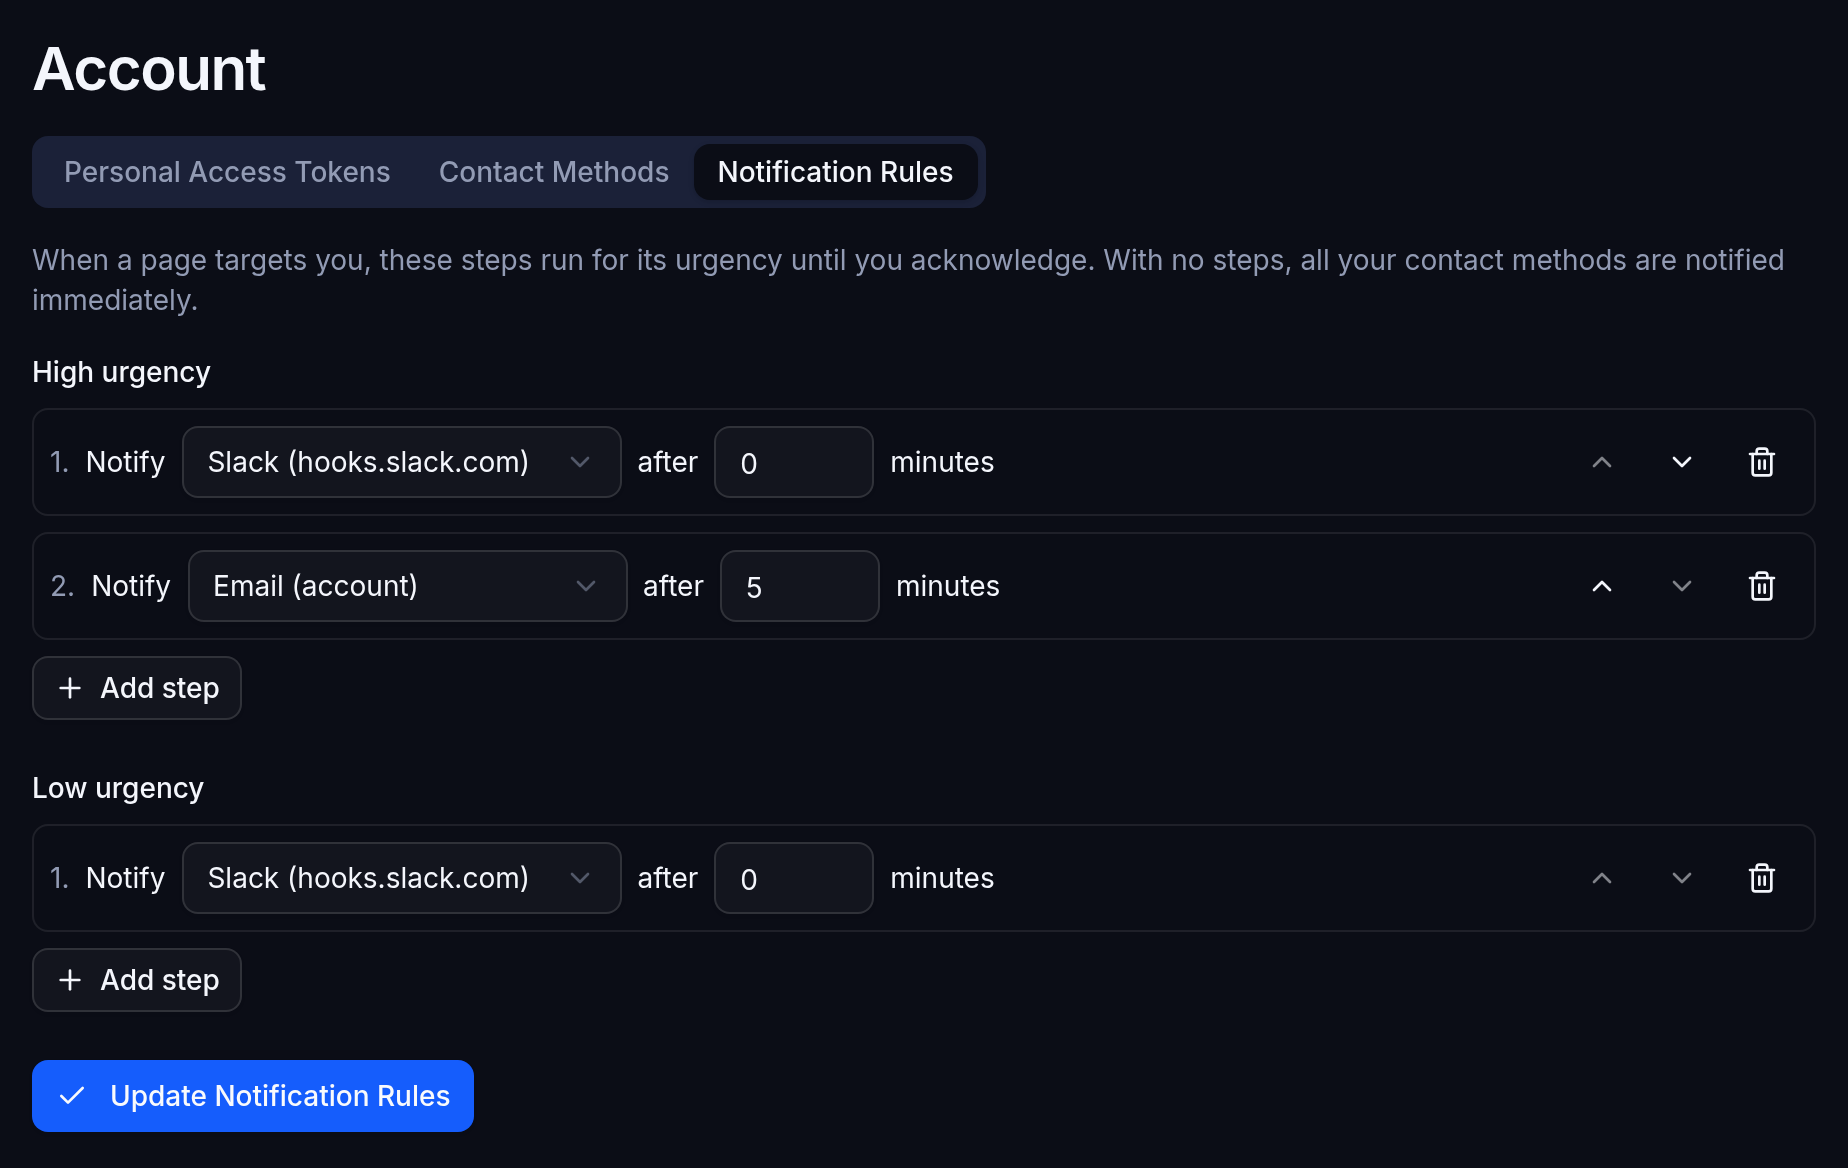 Account
Personal Access Tokens Contact Methods Notification Rules
When a page targets you, these steps run for its urgency until you acknowledge. With no steps, all your contact methods are notified
immediately.
High urgency
1. Notify Slack (hooks.slack.com) after 0 minutes
2. Notify Email (account) after 5 minutes
Add step
Low urgency
1. Notify Slack (hooks.slack.com) after 0 minutes
Add step
Update Notification Rules